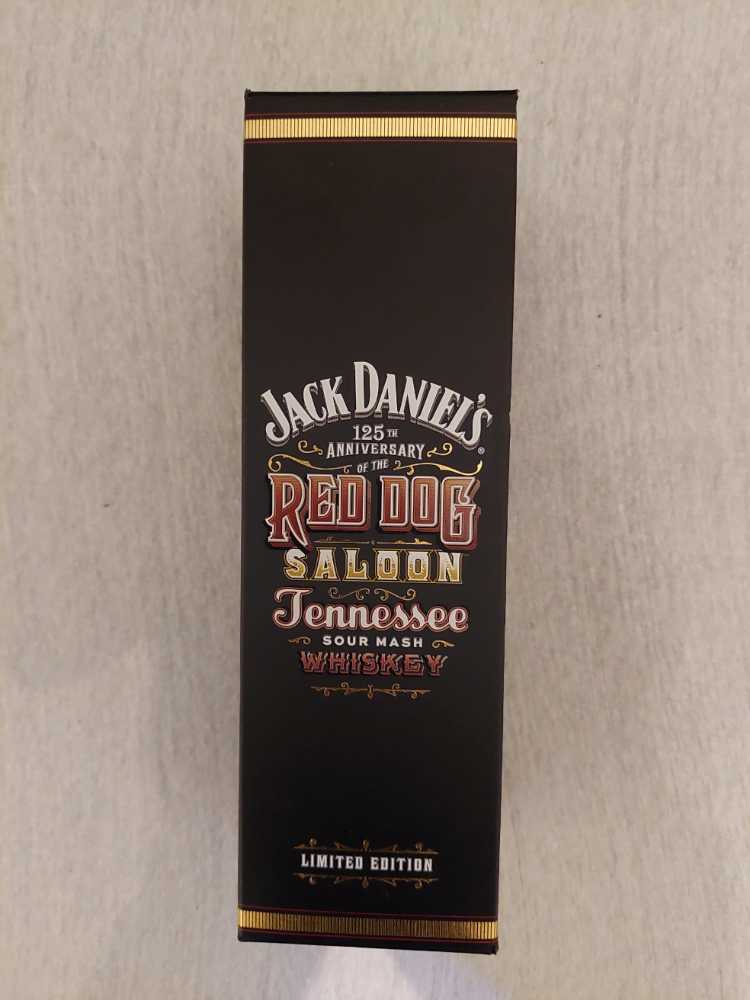 JACK DANIEL'S®
125TH
ANNIVERSARY
OF THE
RED DOG
SALOON
Tennessee
SOUR MASH
WHISKEY
LIMITED EDITION